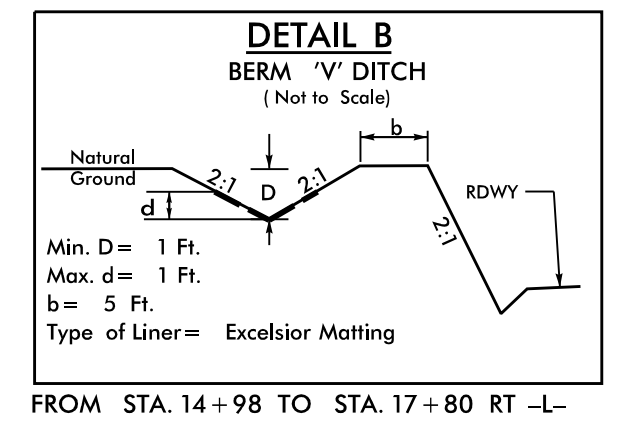 DETAIL B
BERM 'V' DITCH
( Not to Scale)
b
Natural
Ground
2:1
D
2:1
RDWY
d
2:1
Min. D= 1 Ft.
Max. d= 1 Ft.
b= 5 Ft.
Type of Liner= Excelsior Matting
FROM STA. 14+98 TO STA. 17+80 RT -L-